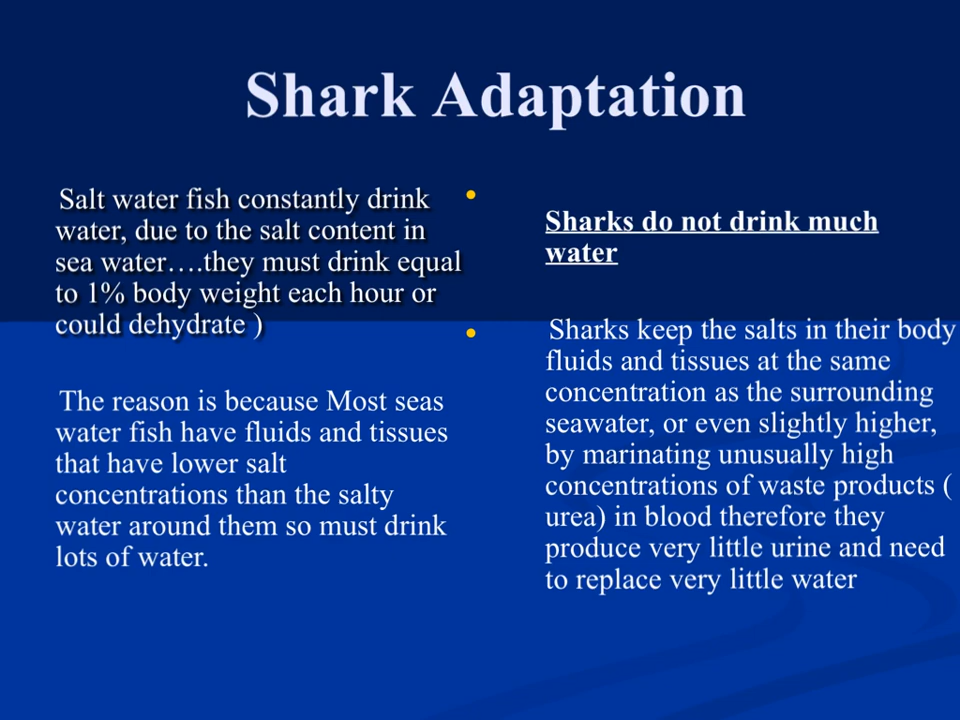 Shark Adaptation
Salt water fish constantly drink
water, due to the salt content in
sea water….they must drink equal
to 1% body weight each hour or
could dehydrate )
The reason is because Most seas
water fish have fluids and tissues
that have lower salt
concentrations than the salty
water around them so must drink
lots of water.
• Sharks do not drink much
water
• Sharks keep the salts in their body
fluids and tissues at the same
concentration as the surrounding
seawater, or even slightly higher,
by marinating unusually high
concentrations of waste products (
urea) in blood therefore they
produce very little urine and need
to replace very little water